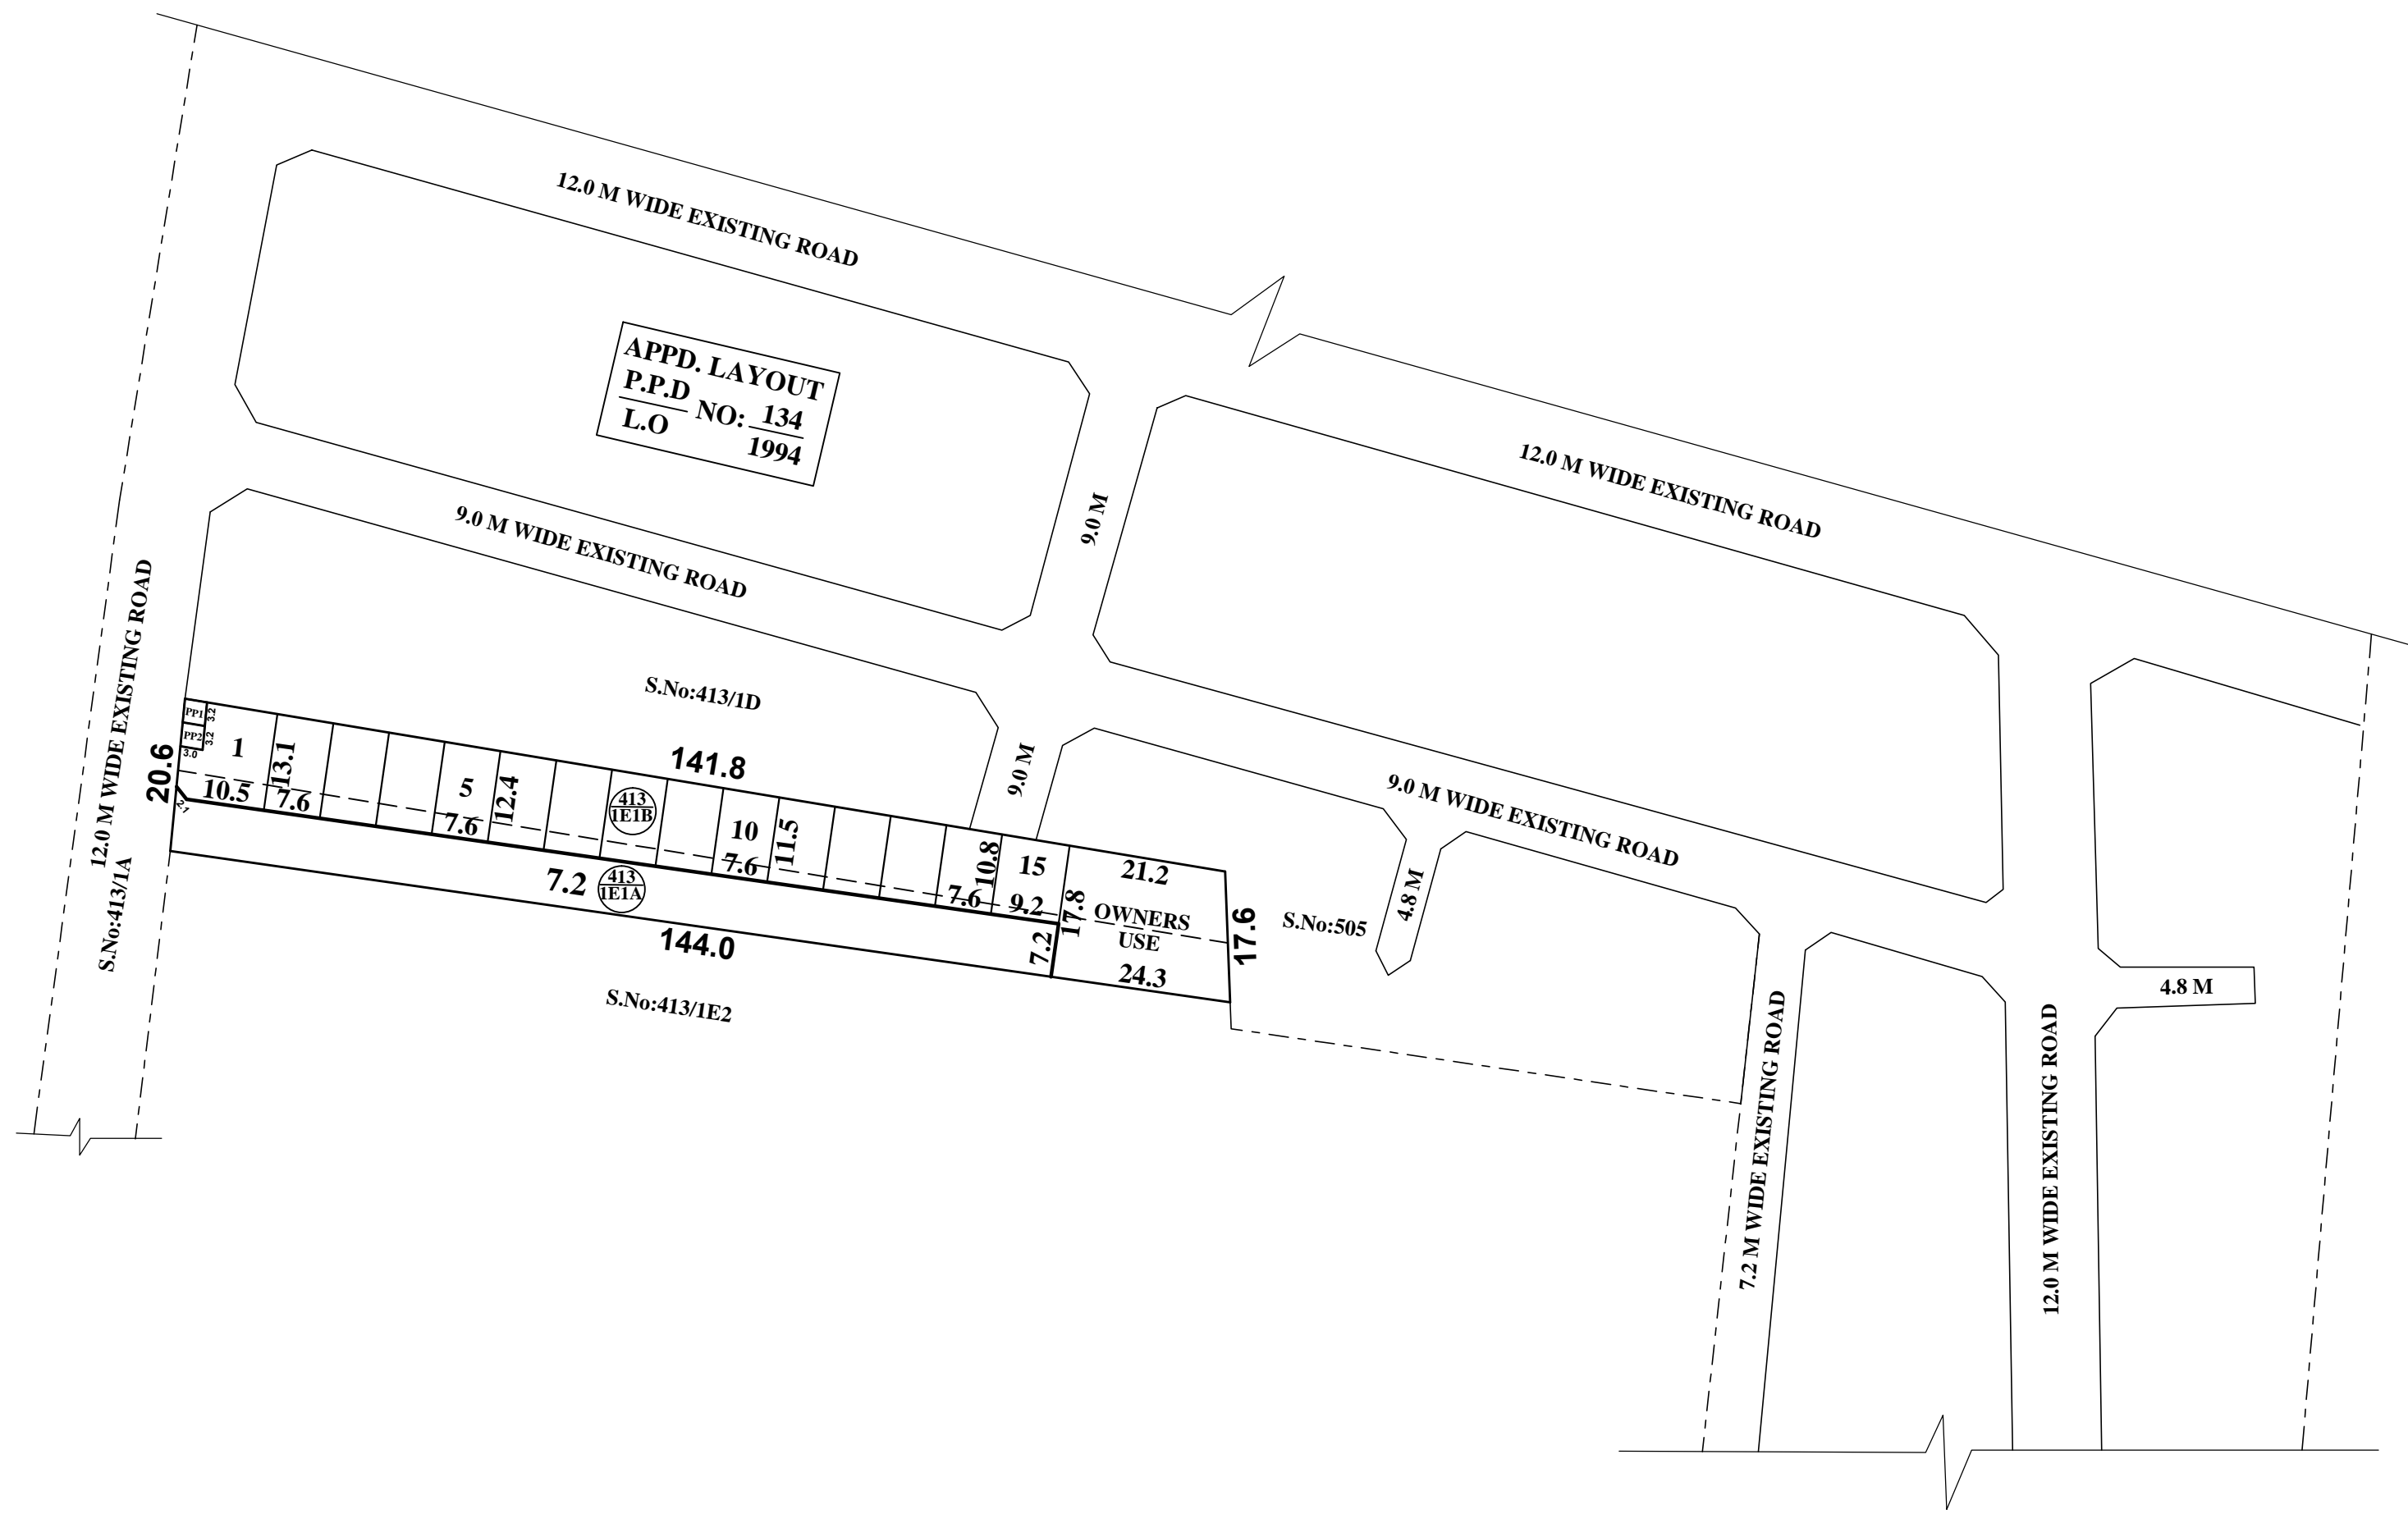 12.0 M WIDE EXISTING ROAD
APPD. LAYOUT
P.P.D
L.O
NO: 134
1994
12.0 M WIDE EXISTING ROAD
9.0 M
9.0 M WIDE EXISTING ROAD
12.0 M WIDE EXISTING ROAD
S.No:413/1A
S.No:413/1D
9.0 M
9.0 M WIDE EXISTING ROAD
4.8 M
20.6
PP1
3.2
PP2
3.2
3.0
2.1
1
10.5
13.1
7.6
141.8
5
7.6
12.4
413
1E1B
10
7.6
11.5
7.6
10.8
15
9.2
21.2
OWNERS
USE
17.8
7.2
24.3
17.6
S.No:505
7.2
413
1E1A
144.0
S.No:413/1E2
7.2 M WIDE EXISTING ROAD
12.0 M WIDE EXISTING ROAD
4.8 M